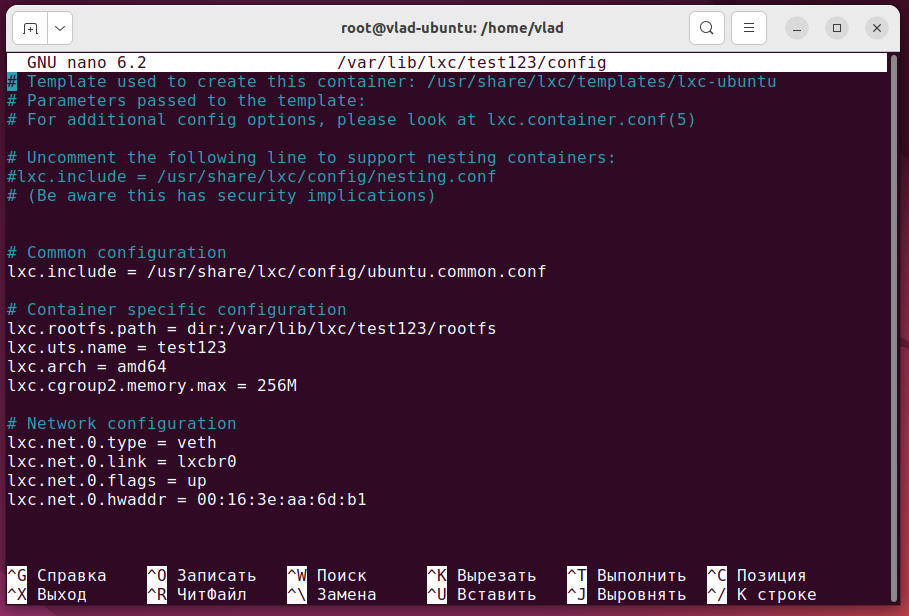 root@vlad-ubuntu: /home/vlad
GNU nano 6.2 /var/lib/lxc/test123/config
# Template used to create this container: /usr/share/lxc/templates/lxc-ubuntu
# Parameters passed to the template:
# For additional config options, please look at lxc.container.conf(5)
# Uncomment the following line to support nesting containers:
#lxc.include = /usr/share/lxc/config/nesting.conf
# (Be aware this has security implications)
# Common configuration
lxc.include = /usr/share/lxc/config/ubuntu.common.conf
# Container specific configuration
lxc.rootfs.path = dir:/var/lib/lxc/test123/rootfs
lxc.uts.name = test123
lxc.arch = amd64
lxc.cgroup2.memory.max = 256M
# Network configuration
lxc.net.0.type = veth
lxc.net.0.link = lxcbr0
lxc.net.0.flags = up
lxc.net.0.hwaddr = 00:16:3e:aa:6d:b1
^G Справка ^O Записать ^W Поиск ^K Вырезать ^T Выполнить ^C Позиция
^X Выход ^R ЧитФайл ^\ Замена ^U Вставить ^J Выровнять ^/ К строке